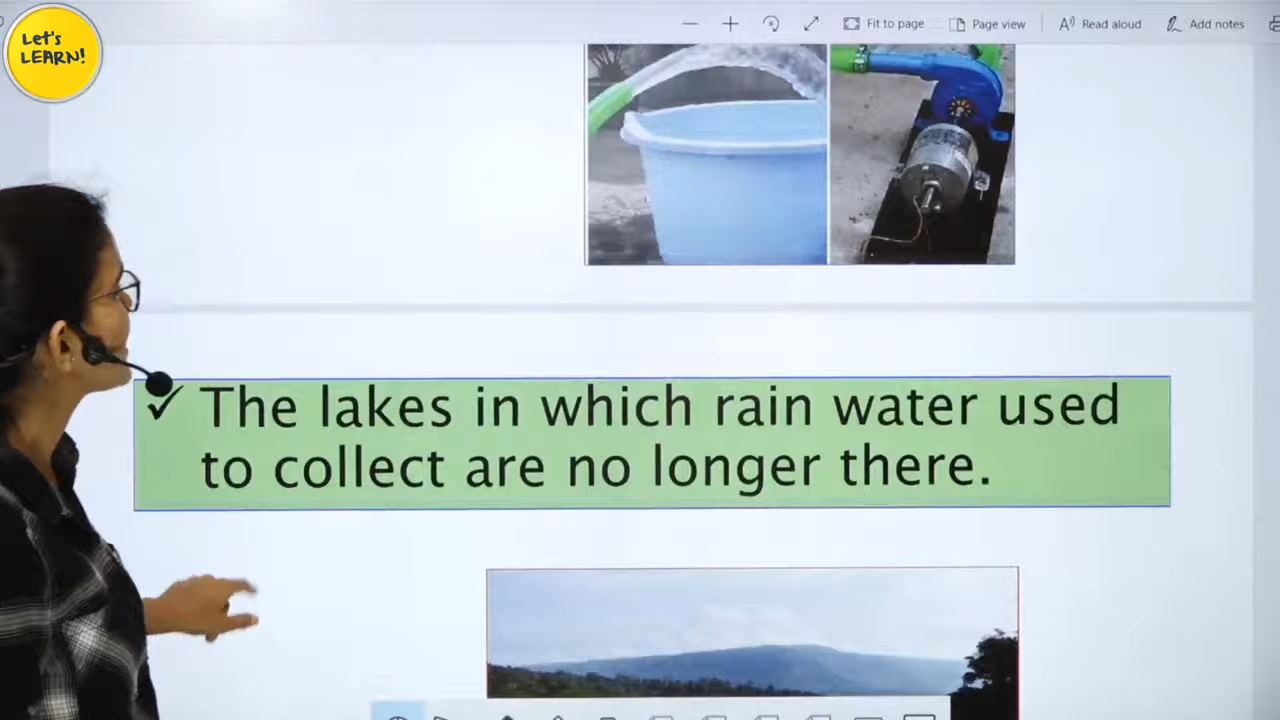 Let's
LEARN!
Fit to page
Page view
Read aloud
Add notes
✓ The lakes in which rain water used
to collect are no longer there.